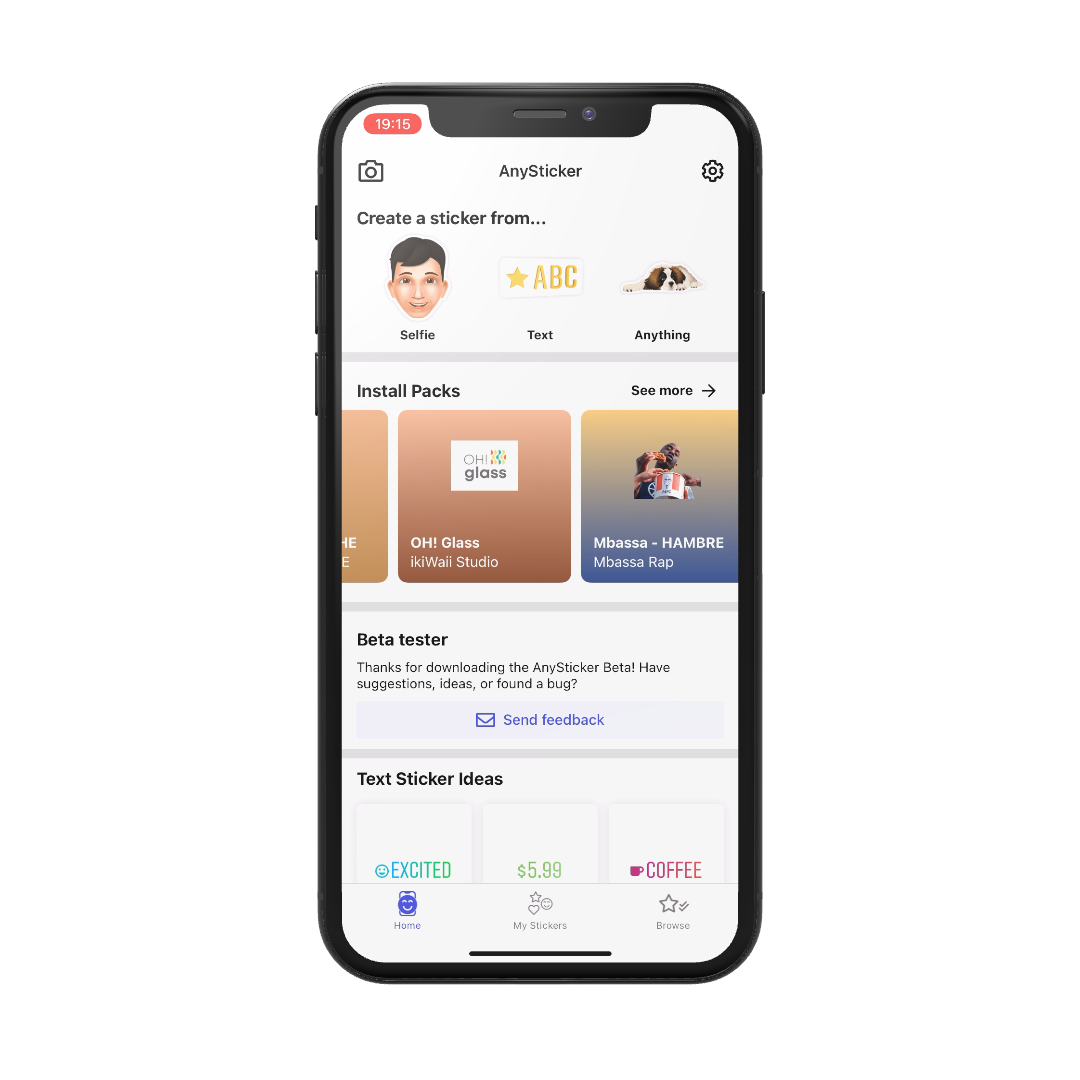 19:15
AnySticker
Create a sticker from...
ABC
Selfie
Text
Anything
Install Packs
See more
HE
E
OH!
glass
OH! Glass
ikiWaii Studio
Mbassa - HAMBRE
Mbassa Rap
Beta tester
Thanks for downloading the AnySticker Beta! Have
suggestions, ideas, or found a bug?
Send feedback
Text Sticker Ideas
EXCITED
$5.99
COFFEE
Home
My Stickers
Browse